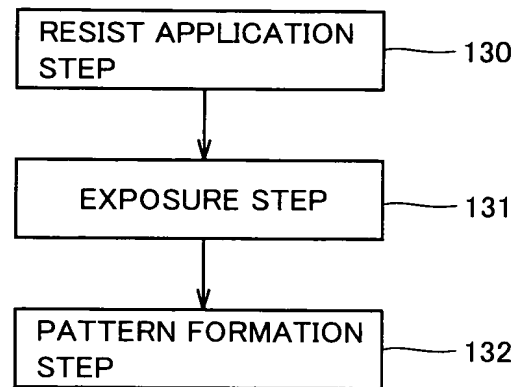 RESIST APPLICATION
STEP
130
EXPOSURE STEP
131
PATTERN FORMATION
STEP
132